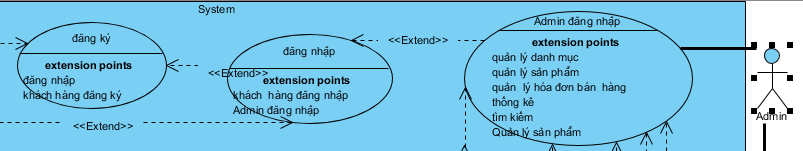 System
đăng ký
extension points
đăng nhập
khách hàng đăng ký
<<Extend>>
<<Extend>>
đăng nhập
extension points
khách hàng đăng nhập
Admin đăng nhập
<<Extend>>
Admin đăng nhập
extension points
quản lý danh mục
quản lý sản phẩm
quản lý hóa đơn bán hàng
thống kê
tìm kiếm
Quản lý sản phẩm
Admin